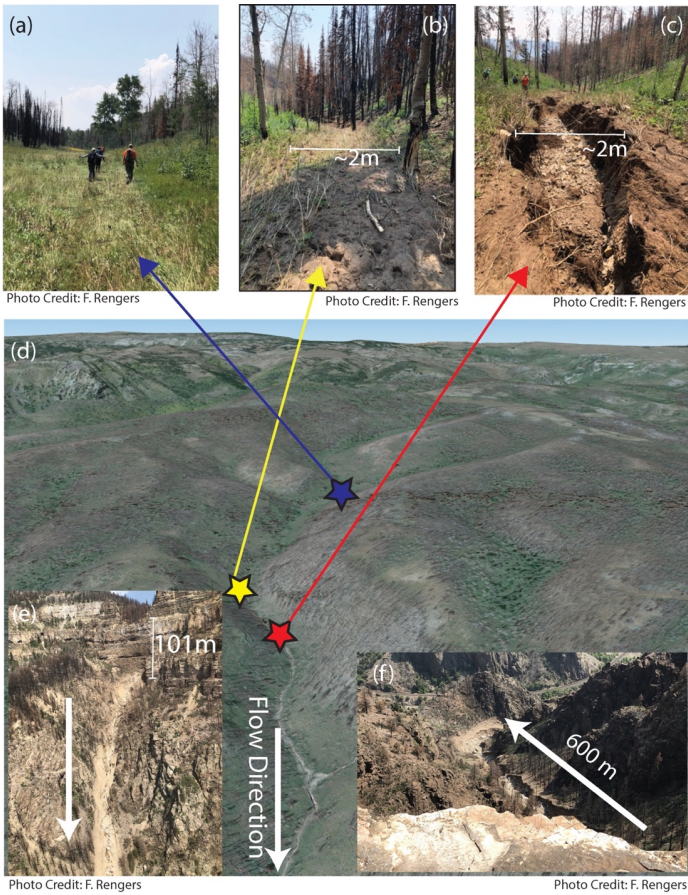 (a)
(b)
(c)
~2m
~2m
Photo Credit: F. Rengers
Photo Credit: F. Rengers
Photo Credit: F. Rengers
(d)
(e)
101m
Flow Direction
(f)
600 m
Photo Credit: F. Rengers
Photo Credit: F. Rengers